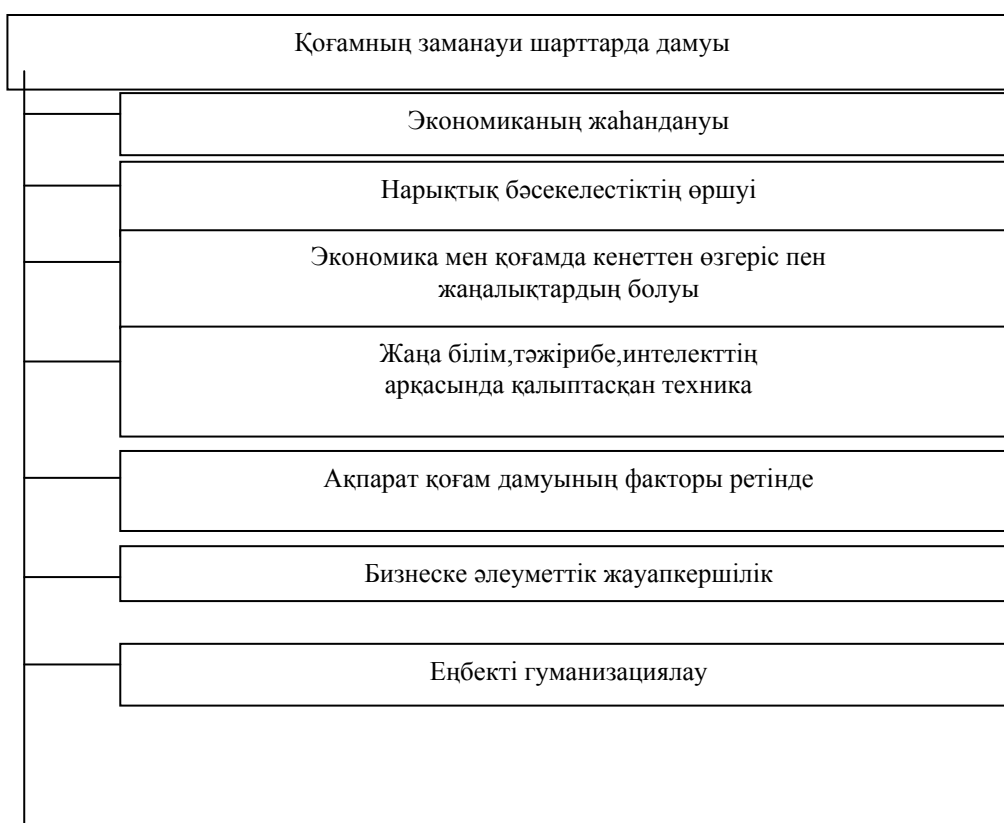 Қоғамның заманауи шарттарда дамуы
Экономиканың жаһандануы
Нарықтық бәсекелестіктің өршуі
Экономика мен қоғамда кенеттен өзгеріс пен
жаңалықтардың болуы
Жаңа білім,тәжірибе,интелекттің
арқасында қалыптасқан техника
Ақпарат қоғам дамуының факторы ретінде
Бизнеске әлеуметтік жауапкершілік
Еңбекті гуманизациялау